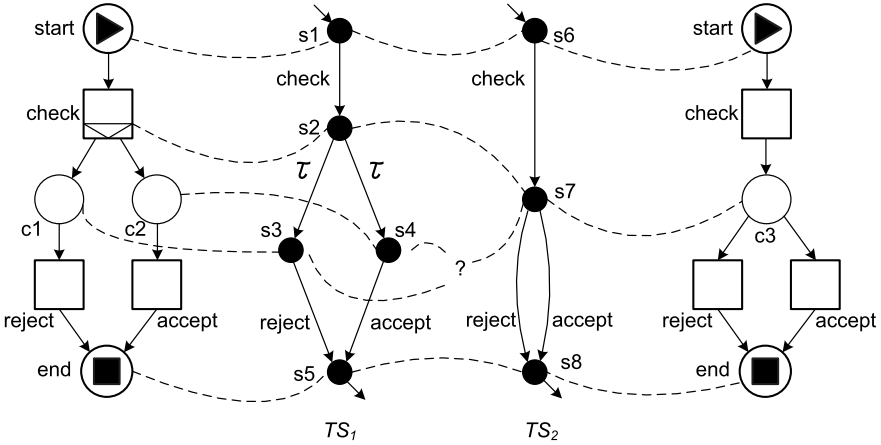 start
s1
s6
start
check
check
check
check
s2
τ
τ
s7
c1
c2
s3
s4
c3
?
reject
accept
reject
accept
reject
accept
reject
accept
end
s5
s8
end
TS1
TS2